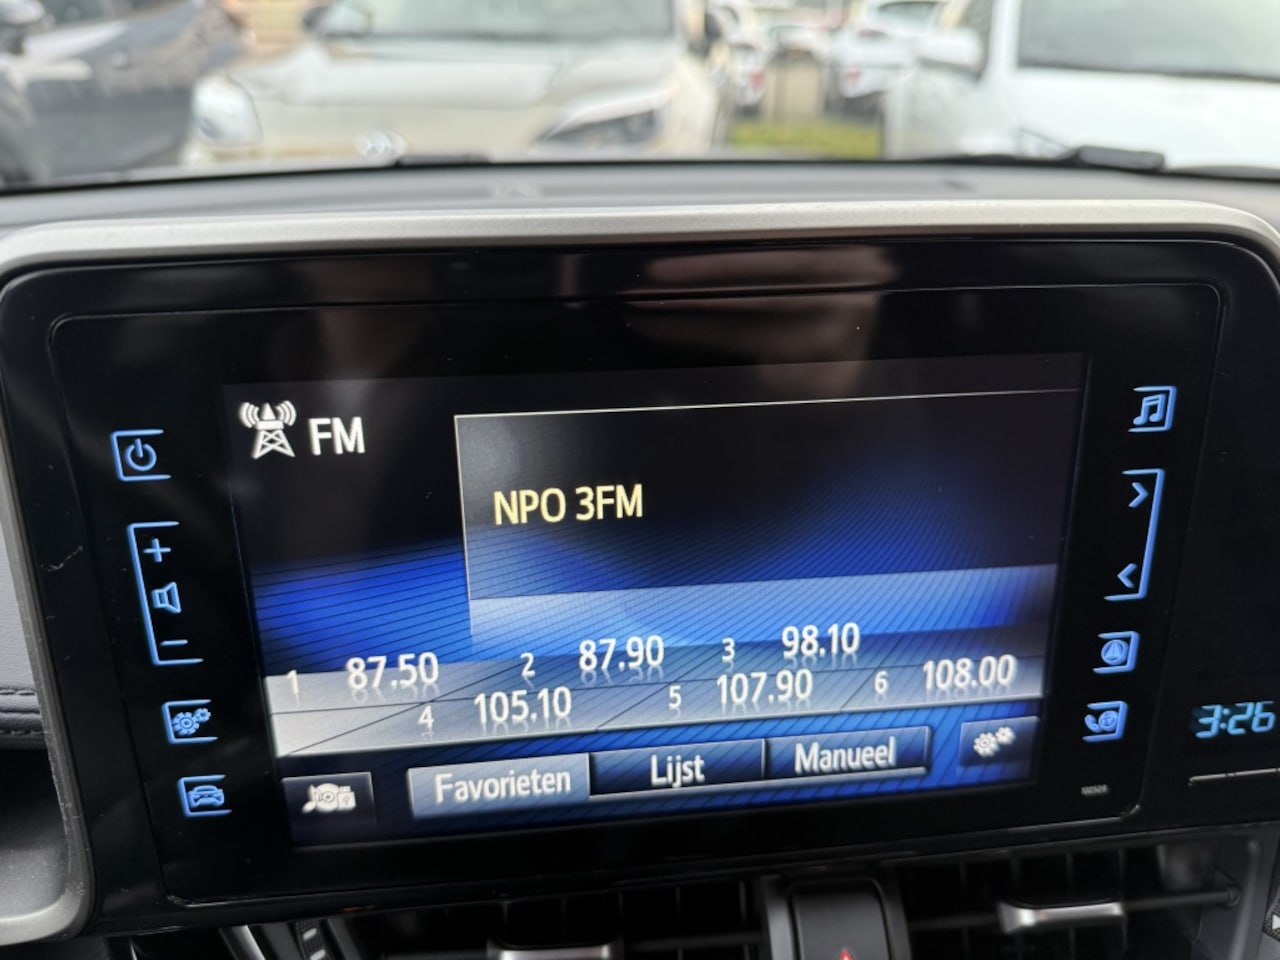 FM
NPO 3FM
1 87.50 2 87.90 3 98.10
4 105.10 5 107.90 6 108.00
Favorieten Lijst Manueel
3:26